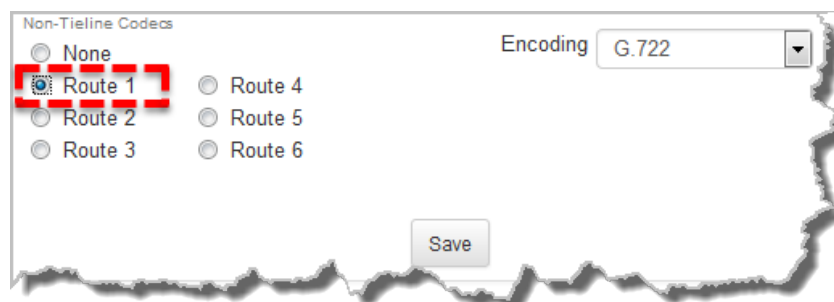 Non-Tieline Codecs
None
Encoding G.722
Route 1 Route 4
Route 2 Route 5
Route 3 Route 6
Save